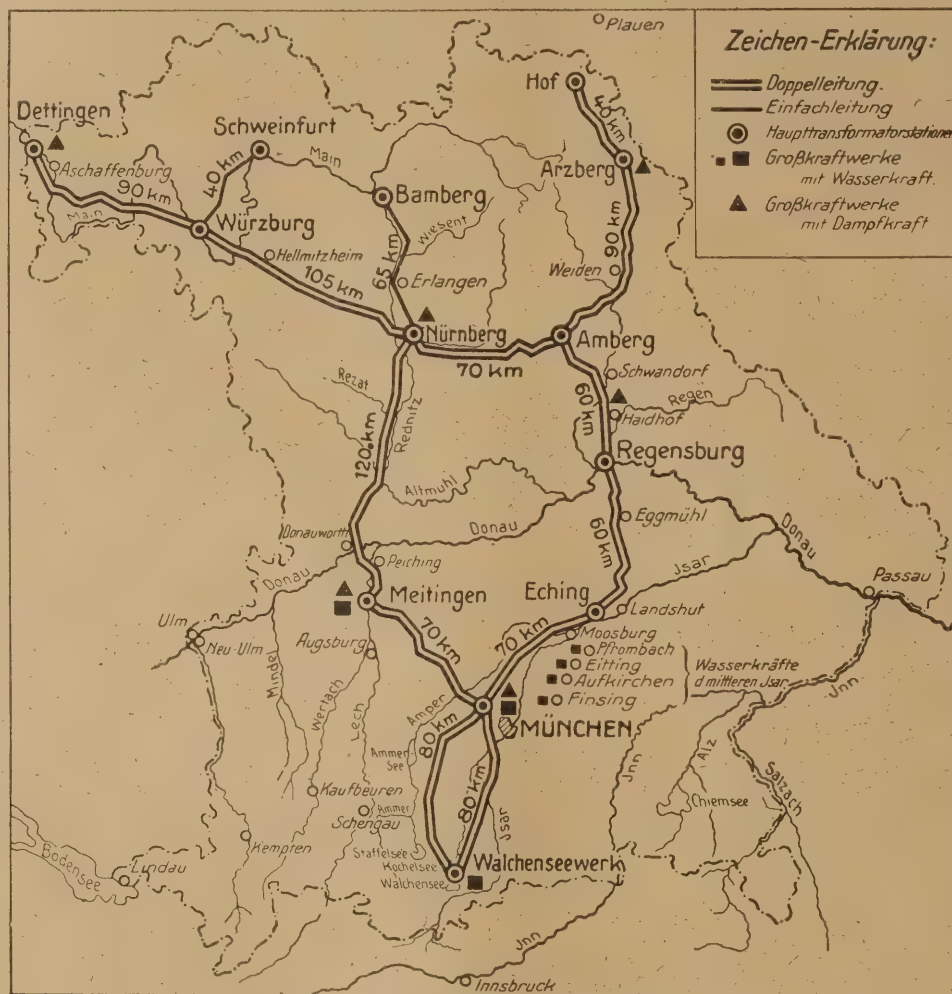 Plauen
Zeichen-Erklärung:
Doppelleitung.
Einfachleitung
Haupttransformatorstationen
Großkraftwerke
mit Wasserkraft.
Großkraftwerke
mit Dampfkraft
Hof
40 km
Arzberg
Dettingen
Aschaffenburg
90 km
Main
Schweinfurt
40 km
Main
Würzburg
Bamberg
Wiesent
Hellmitzheim
105 km
65 km
Erlangen
Weiden
90 km
Nürnberg
70 km
Amberg
Schwandorf
Rezat
Rednitz
60 km
Regen
Haidhof
120 km
Regensburg
Altmühl
Eggmühl
60 km
Donauwörth
Donau
Donau
Donau
Peiching
Jsar
Passau
Meitingen
Eching
Landshut
Ulm
Neu-Ulm
Mindel
Augsburg
70 km
70 km
Moosburg
Pfrombach
Eitting
Aufkirchen
Finsing
Wasserkräfte
d mittleren Jsar
Jnn
Wertach
Lech
Amper
MÜNCHEN
Jnn
Alz
Ammer-
See
80 km
80 km
Salzach
Chiemsee
Kaufbeuren
Ammer
Schongau
Jsar
Kempten
Staffelsee
Kochelsee
Walchensee
Walchenseewerk
Bodensee
Lindau
Jnn
Innsbruck